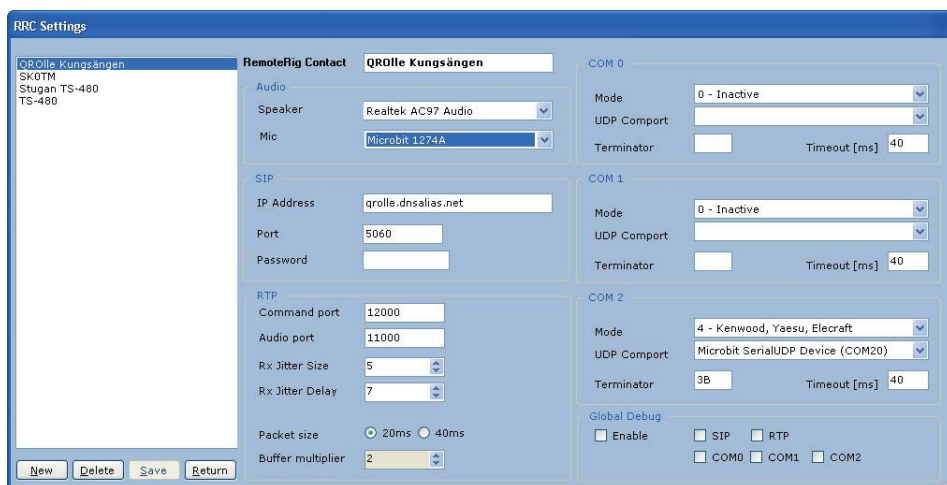 RRC Settings
QROlle Kungsängen
SK0TM
Stugan TS-480
TS-480
New Delete Save Return
RemoteRig Contact QROlle Kungsängen
Audio
Speaker Realtek AC97 Audio
Mic Microbit 1274A
SIP
IP Address qrolle.dnsalias.net
Port 5060
Password
RTP
Command port 12000
Audio port 11000
Rx Jitter Size 5
Rx Jitter Delay 7
Packet size 20ms 40ms
Buffer multiplier 2
COM 0
Mode 0 - Inactive
UDP Comport
Terminator Timeout [ms] 40
COM 1
Mode 0 - Inactive
UDP Comport
Terminator Timeout [ms] 40
COM 2
Mode 4 - Kenwood, Yaesu, Elecraft
UDP Comport Microbit SerialUDP Device (COM20)
Terminator 3B Timeout [ms] 40
Global Debug
Enable SIP RTP
COM0 COM1 COM2